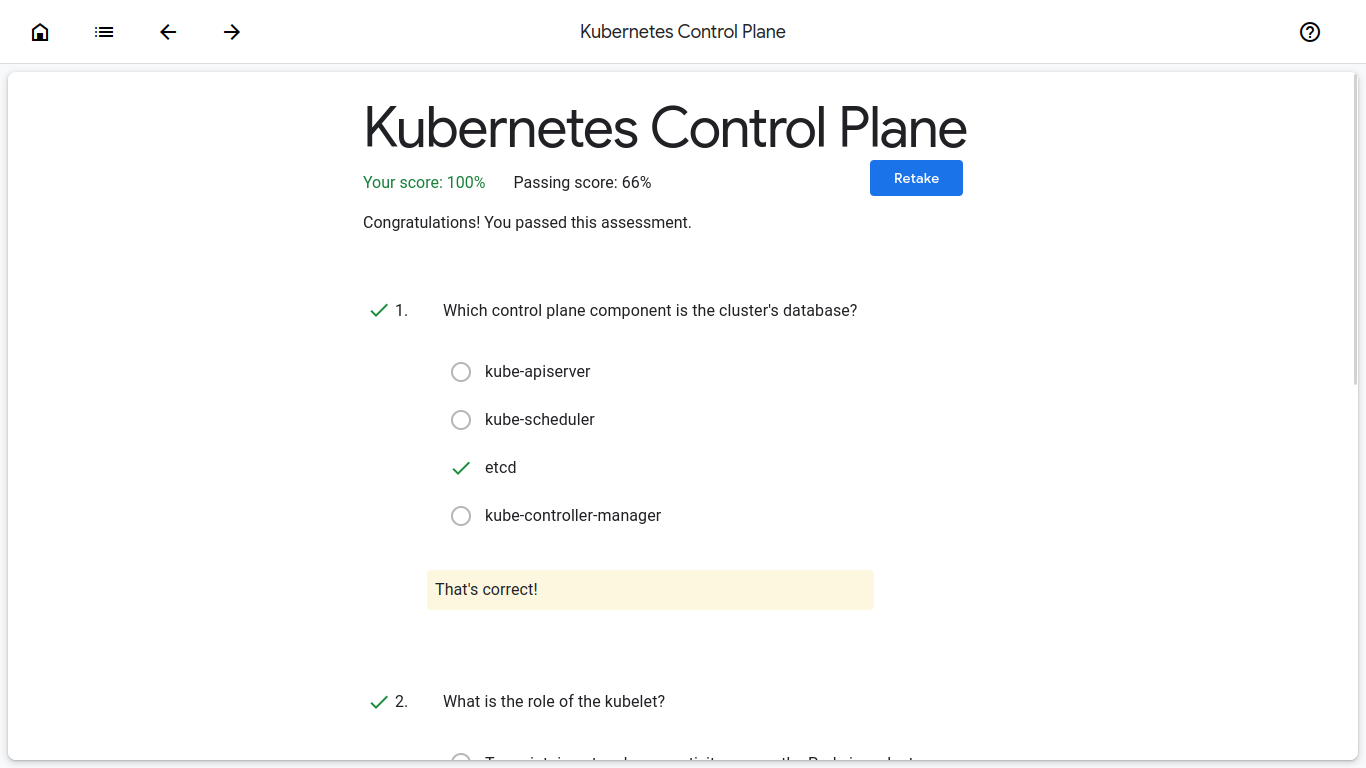 Kubernetes Control Plane
Kubernetes Control Plane
Your score: 100% Passing score: 66% Retake
Congratulations! You passed this assessment.
1. Which control plane component is the cluster's database?
kube-apiserver
kube-scheduler
etcd
kube-controller-manager
That's correct!
2. What is the role of the kubelet?